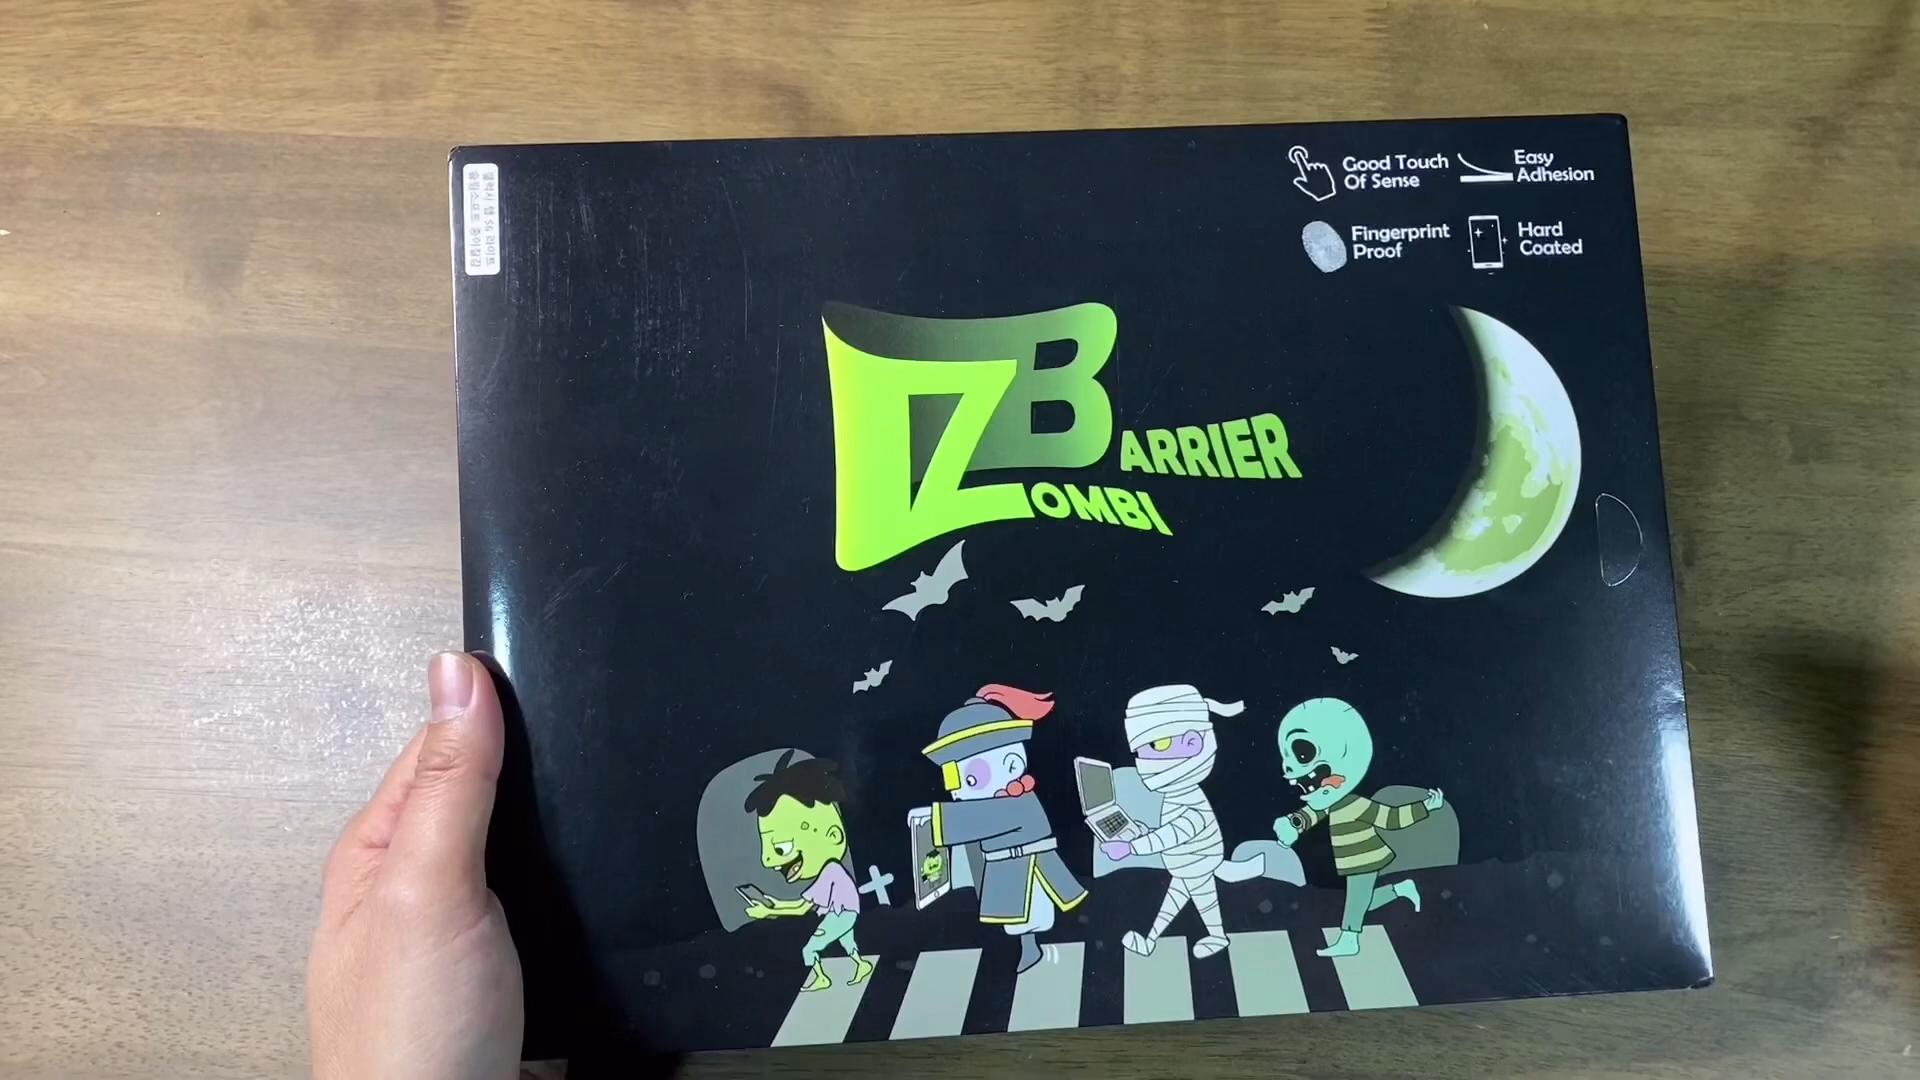 Good Touch
Of Sense
Easy
Adhesion
Fingerprint
Proof
Hard
Coated
ZB
ARRIER
OMBI